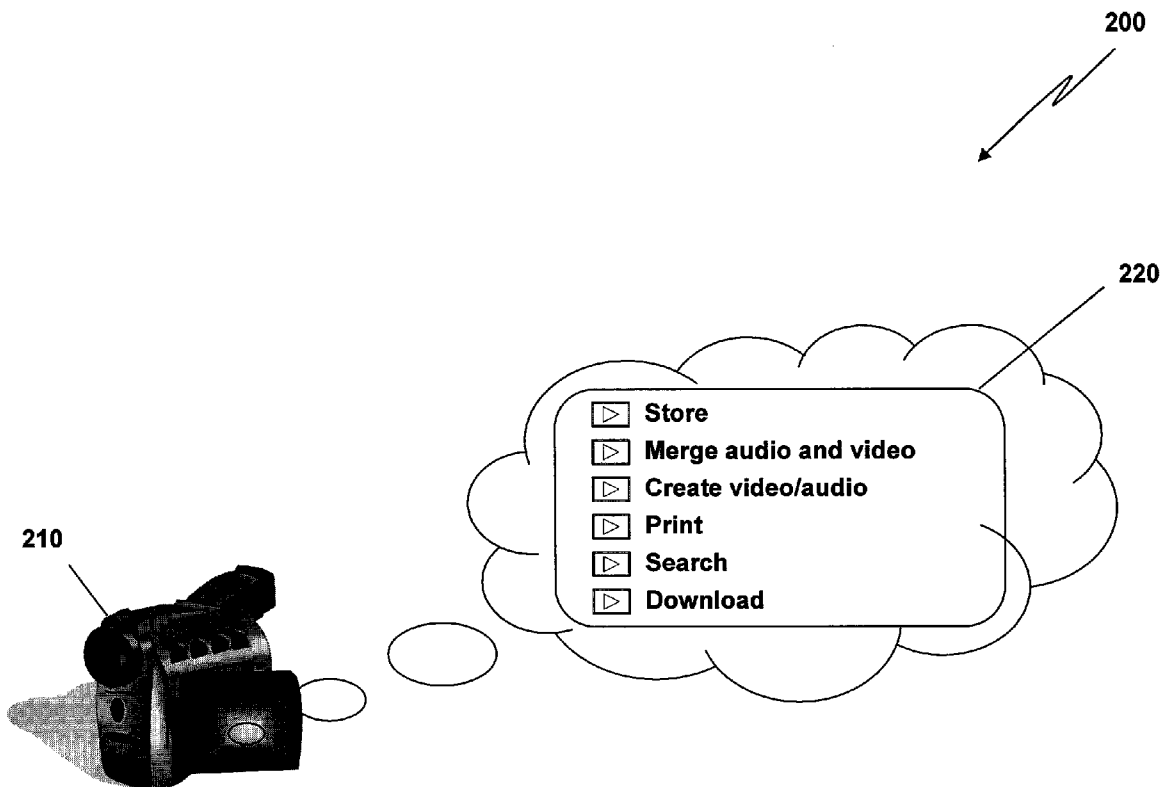 200
220
Store
Merge audio and video
Create video/audio
Print
Search
Download
210